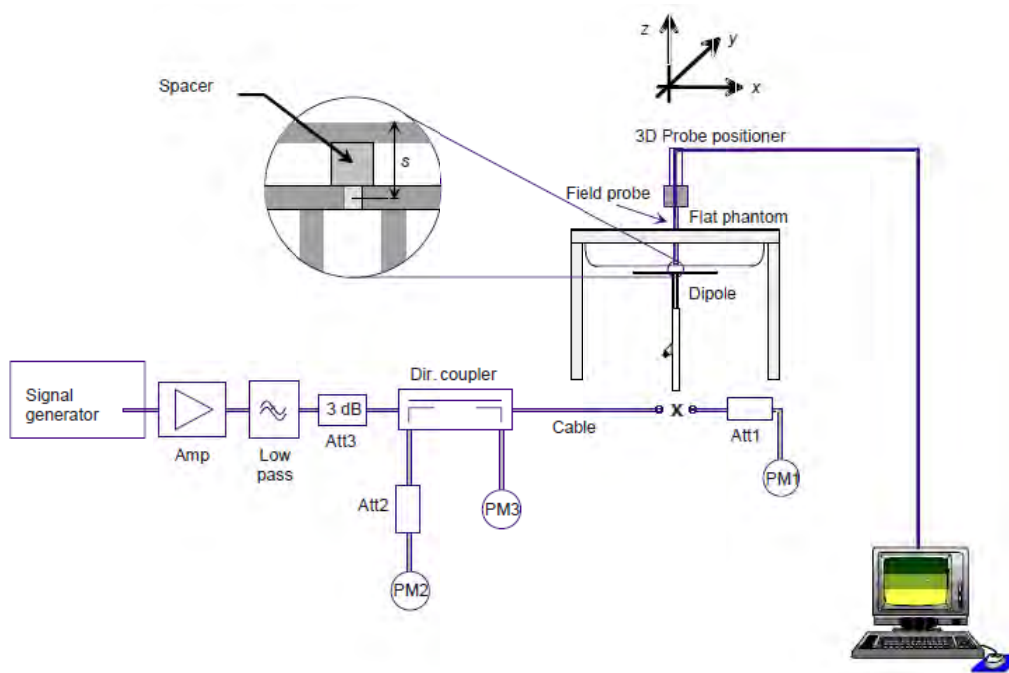 z
y
x
Spacer
s
3D Probe positioner
Field probe
Flat phantom
Dipole
Signal
generator
Amp
Low
pass
3 dB
Att3
Dir. coupler
Cable
X
Att1
PM1
Att2
PM3
PM2